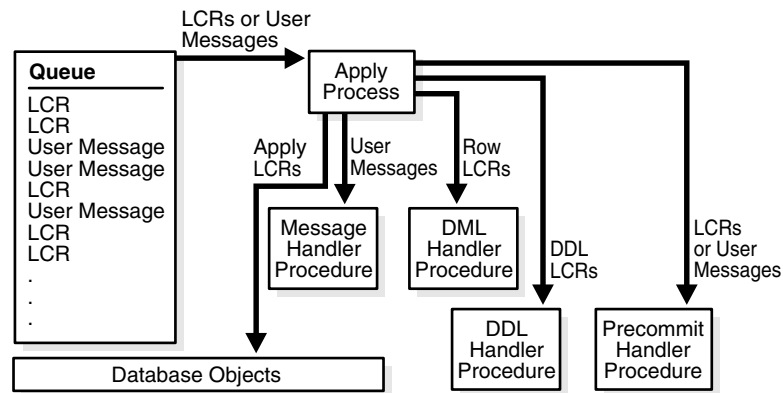 LCRs or User
Messages
Queue
LCR
LCR
User Message
User Message
LCR
User Message
LCR
LCR
.
.
.
Apply
Process
Apply
LCRs
User
Messages
Row
LCRs
DDL
LCRs
LCRs
or User
Messages
Message
Handler
Procedure
DML
Handler
Procedure
DDL
Handler
Procedure
Precommit
Handler
Procedure
Database Objects